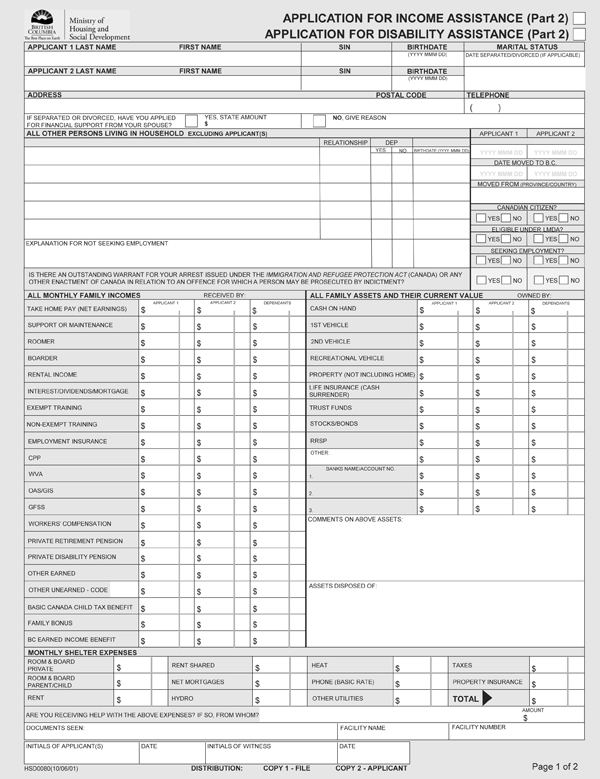 BRITISH
COLUMBIA
The Best Place on Earth
Ministry of
Housing and
Social Development
APPLICATION FOR INCOME ASSISTANCE (Part 2)
APPLICATION FOR DISABILITY ASSISTANCE (Part 2)
APPLICANT 1 LAST NAME FIRST NAME SIN BIRTHDATE MARITAL STATUS
(YYYY MMM DD) DATE SEPARATED/DIVORCED (IF APPLICABLE)
APPLICANT 2 LAST NAME FIRST NAME SIN BIRTHDATE
(YYYY MMM DD)
ADDRESS POSTAL CODE TELEPHONE
( )
IF SEPARATED OR DIVORCED, HAVE YOU APPLIED YES, STATE AMOUNT NO, GIVE REASON
FOR FINANCIAL SUPPORT FROM YOUR SPOUSE? $
ALL OTHER PERSONS LIVING IN HOUSEHOLD EXCLUDING APPLICANT(S) APPLICANT 1 APPLICANT 2
RELATIONSHIP DEP
YES NO BIRTHDATE (YYYY MMM DD) YYYY MMM DD YYYY MMM DD
DATE MOVED TO B.C.
YYYY MMM DD YYYY MMM DD
MOVED FROM (PROVINCE/COUNTRY)
CANADIAN CITIZEN?
YES NO YES NO
ELIGIBLE UNDER LMDA?
EXPLANATION FOR NOT SEEKING EMPLOYMENT YES NO YES NO
SEEKING EMPLOYMENT?
YES NO YES NO
IS THERE AN OUTSTANDING WARRANT FOR YOUR ARREST ISSUED UNDER THE IMMIGRATION AND REFUGEE PROTECTION ACT (CANADA) OR ANY
OTHER ENACTMENT OF CANADA IN RELATION TO AN OFFENCE FOR WHICH A PERSON MAY BE PROSECUTED BY INDICTMENT? YES NO YES NO
ALL MONTHLY FAMILY INCOMES RECEIVED BY: ALL FAMILY ASSETS AND THEIR CURRENT VALUE OWNED BY:
APPLICANT 1 APPLICANT 2 DEPENDANTS APPLICANT 1 APPLICANT 2 DEPENDANTS
TAKE HOME PAY (NET EARNINGS) $ $ $ CASH ON HAND $ $ $
SUPPORT OR MAINTENANCE $ $ $ 1ST VEHICLE $ $ $
ROOMER $ $ $ 2ND VEHICLE $ $ $
BOARDER $ $ $ RECREATIONAL VEHICLE $ $ $
RENTAL INCOME $ $ $ PROPERTY (NOT INCLUDING HOME) $ $ $
INTEREST/DIVIDENDS/MORTGAGE $ $ $ LIFE INSURANCE (CASH
SURRENDER) $ $ $
EXEMPT TRAINING $ $ $ TRUST FUNDS $ $ $
NON-EXEMPT TRAINING $ $ $ STOCKS/BONDS $ $ $
EMPLOYMENT INSURANCE $ $ $ RRSP $ $ $
CPP $ $ $ OTHER: $ $ $
WVA $ $ $ BANKS NAME/ACCOUNT NO.
1. $ $ $
OAS/GIS $ $ $ 2. $ $ $
GFSS $ $ $ 3. $ $ $
WORKERS' COMPENSATION $ $ $ COMMENTS ON ABOVE ASSETS:
PRIVATE RETIREMENT PENSION $ $ $
PRIVATE DISABILITY PENSION $ $ $
OTHER EARNED $ $ $
OTHER UNEARNED - CODE $ $ $ ASSETS DISPOSED OF:
BASIC CANADA CHILD TAX BENEFIT $ $ $
FAMILY BONUS $ $ $
BC EARNED INCOME BENEFIT $ $ $
MONTHLY SHELTER EXPENSES
ROOM & BOARD
PRIVATE $ RENT SHARED $ HEAT $ TAXES $
ROOM & BOARD
PARENT/CHILD $ NET MORTGAGES $ PHONE (BASIC RATE) $ PROPERTY INSURANCE $
RENT $ HYDRO $ OTHER UTILITIES $ TOTAL $
ARE YOU RECEIVING HELP WITH THE ABOVE EXPENSES? IF SO, FROM WHOM? AMOUNT
$
DOCUMENTS SEEN: FACILITY NAME FACILITY NUMBER
INITIALS OF APPLICANT(S) DATE INITIALS OF WITNESS DATE
HSD0080(10/06/01) DISTRIBUTION: COPY 1 - FILE COPY 2 - APPLICANT Page 1 of 2